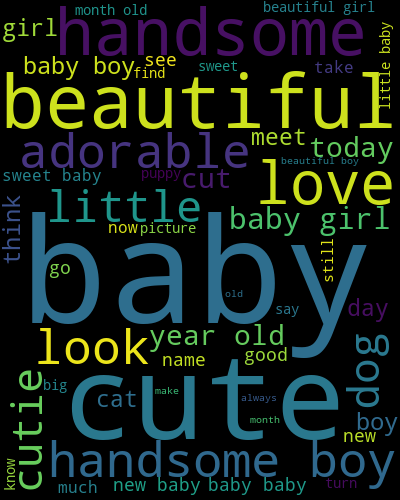 month old
beautiful girl
handsome
girl
little baby
baby boy
see
find
sweet
take
beautiful
adorable
meet
today
beautiful boy
sweet baby
puppy
cut
love
think
little
baby girl
now
picture
still
baby
go
old
say
day
look
year old
name
good
dog
cutie
big
cat
cute
make
always
month
boy
new
handsome boy
know
much
new baby
baby baby
turn